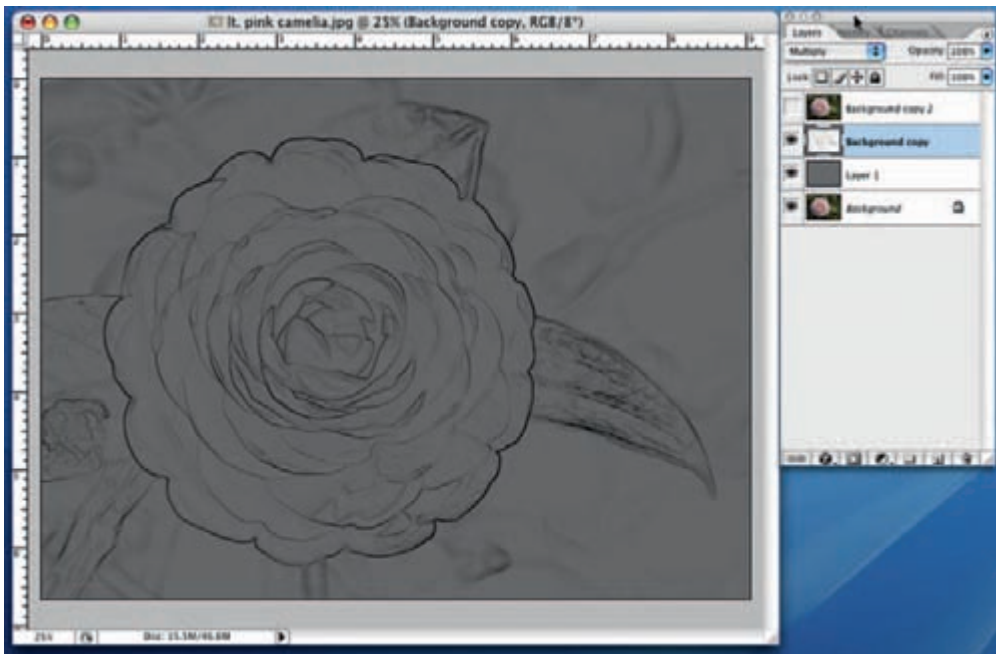 lt. pink camelia.jpg @ 25% (Background copy, RGB/8*)
Layers Channels
Multiply Opacity: 100%
Lock: Fill: 100%
Background copy 2
Background copy
Layer 1
Background
25% Doc: 15.5M/46.6M